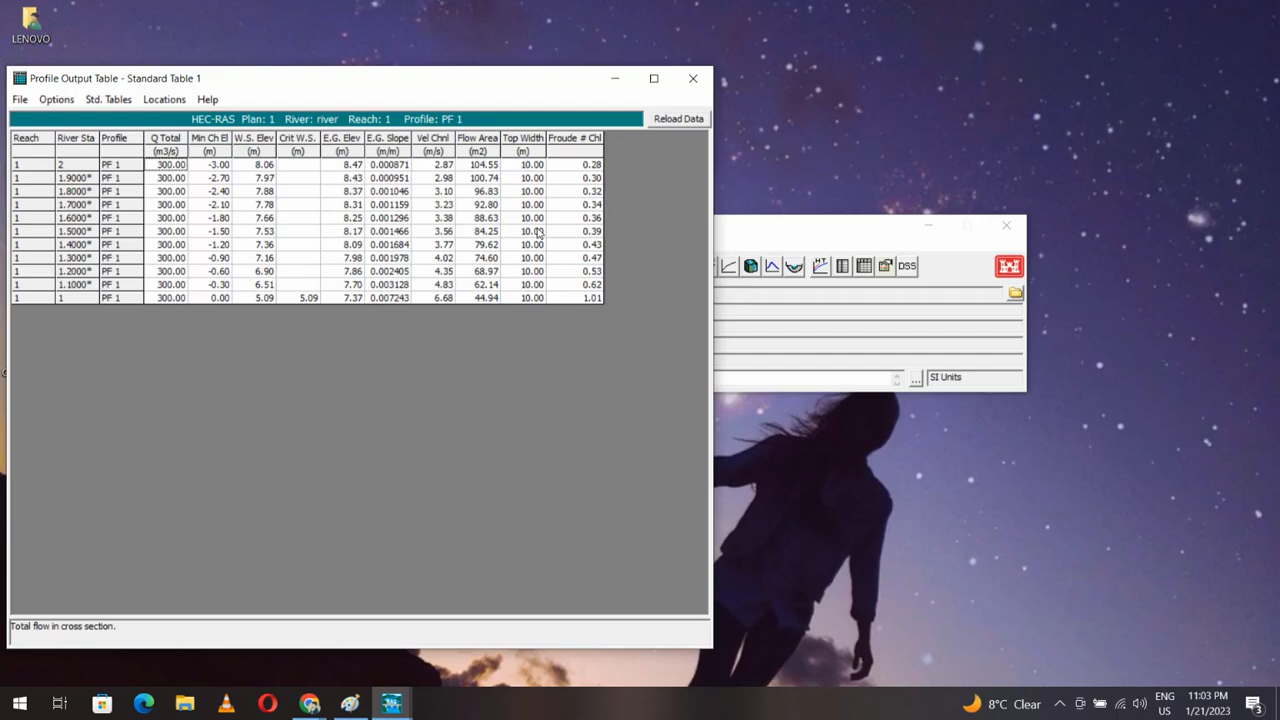 LENOVO
Profile Output Table - Standard Table 1
File Options Std. Tables Locations Help
HEC-RAS Plan: 1 River: river Reach: 1 Profile: PF 1 Reload Data
Reach River Sta Profile Q Total Min Ch El W.S. Elev Crit W.S. E.G. Elev E.G. Slope Vel Chnl Flow Area Top Width Froude # Chl
(m3/s) (m) (m) (m) (m) (m/m) (m/s) (m2) (m)
1 2 PF 1 300.00 -3.00 8.06 8.47 0.000871 2.87 104.55 10.00 0.28
1 1.9000* PF 1 300.00 -2.70 7.97 8.43 0.000951 2.98 100.74 10.00 0.30
1 1.8000* PF 1 300.00 -2.40 7.88 8.37 0.001046 3.10 96.83 10.00 0.32
1 1.7000* PF 1 300.00 -2.10 7.78 8.31 0.001159 3.23 92.80 10.00 0.34
1 1.6000* PF 1 300.00 -1.80 7.66 8.25 0.001296 3.38 88.63 10.00 0.36
1 1.5000* PF 1 300.00 -1.50 7.53 8.17 0.001466 3.56 84.25 10.00 0.39
1 1.4000* PF 1 300.00 -1.20 7.36 8.09 0.001684 3.77 79.62 10.00 0.43
1 1.3000* PF 1 300.00 -0.90 7.16 7.98 0.001978 4.02 74.60 10.00 0.47
1 1.2000* PF 1 300.00 -0.60 6.90 7.86 0.002405 4.35 68.97 10.00 0.53
1 1.1000* PF 1 300.00 -0.30 6.51 7.70 0.003128 4.83 62.14 10.00 0.62
1 1 PF 1 300.00 0.00 5.09 5.09 7.37 0.007243 6.68 44.94 10.00 1.01
HT DSS
... SI Units
Total flow in cross section.
8°C Clear ENG 11:03 PM
US 1/21/2023 3